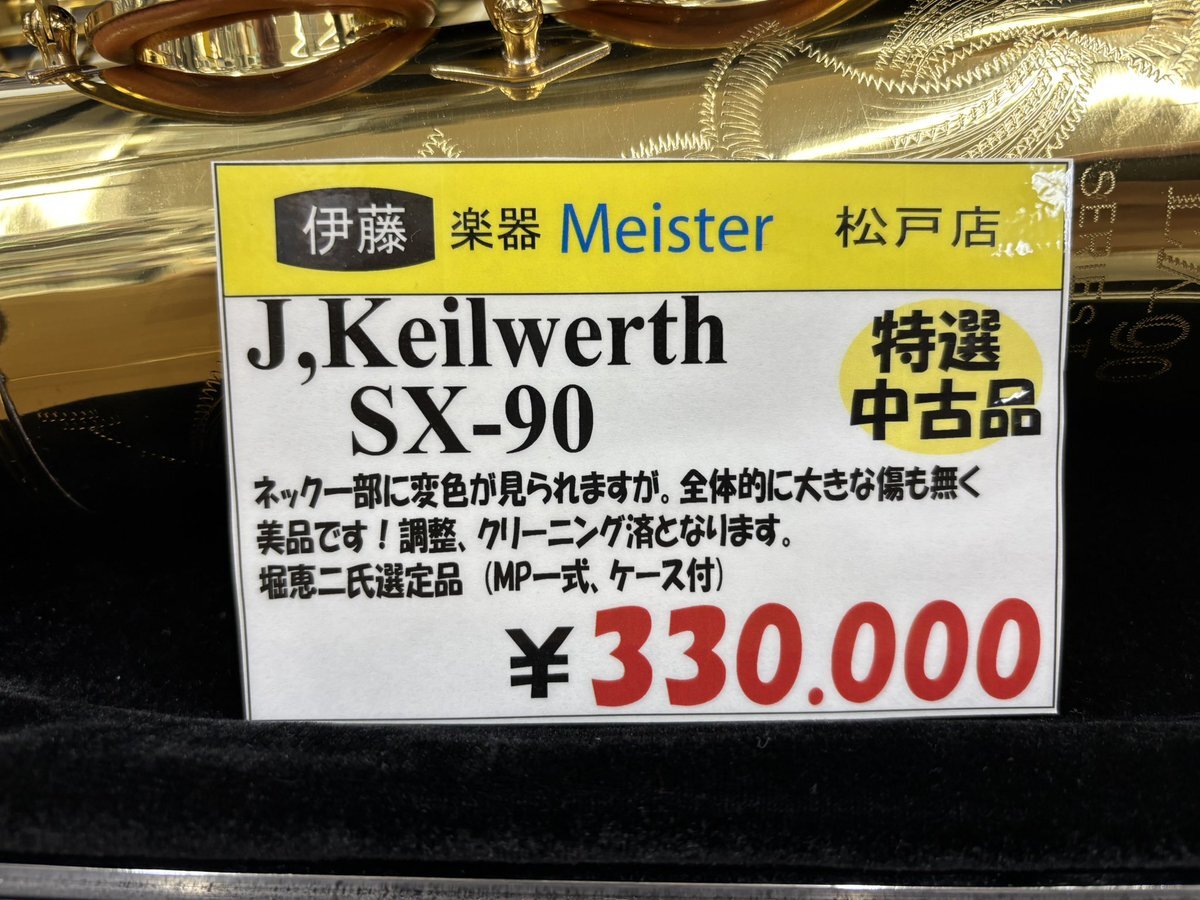 伊藤 楽器 Meister 松戸店
J,Keilwerth
SX-90
特選
中古品
ネック一部に変色が見られますが。全体的に大きな傷も無く
美品です！調整、クリーニング済となります。
堀恵二氏選定品 (MP一式、ケース付)
¥330.000
SERIES